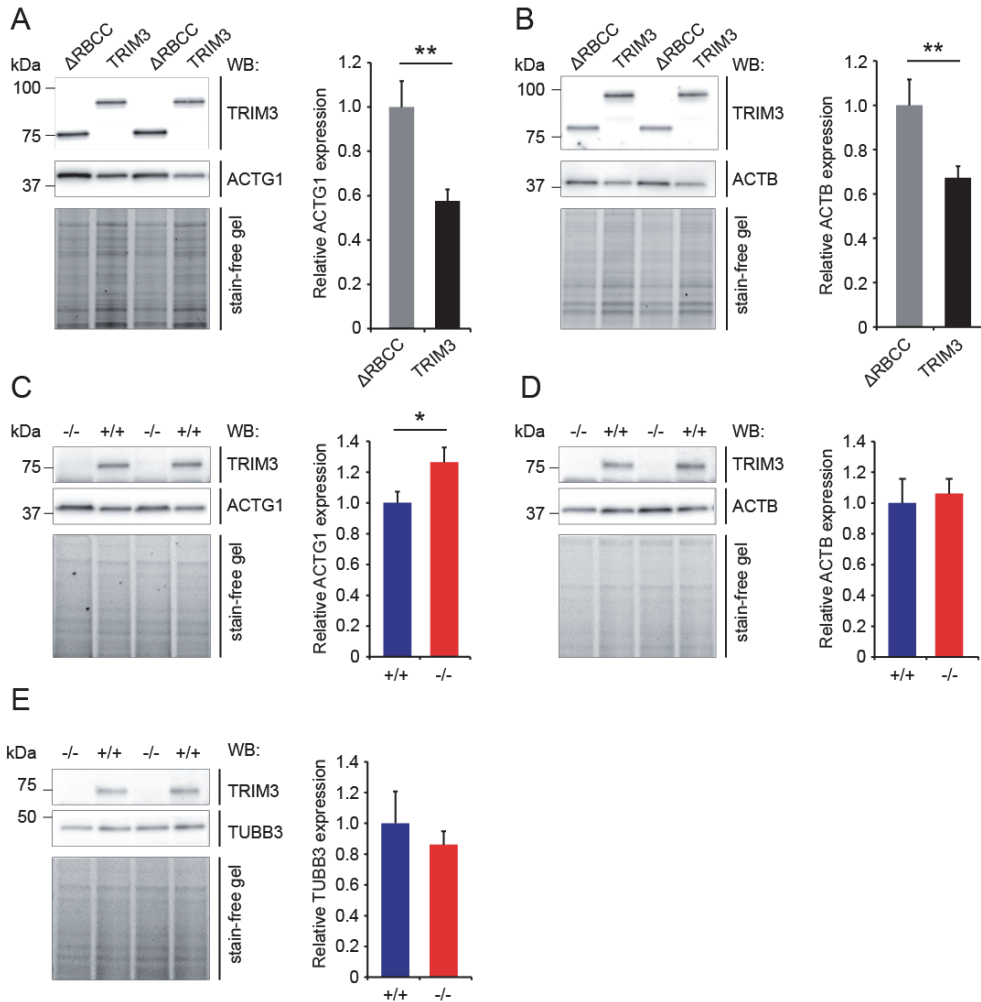 A
ΔRBCC TRIM3 ΔRBCC TRIM3
kDa WB:
100
75
TRIM3
37
ACTG1
stain-free gel
**
Relative ACTG1 expression
1.2
1.0
0.8
0.6
0.4
0.2
0
ΔRBCC TRIM3
B
ΔRBCC TRIM3 ΔRBCC TRIM3
kDa WB:
100
75
TRIM3
37
ACTB
stain-free gel
**
Relative ACTB expression
1.2
1.0
0.8
0.6
0.4
0.2
0
ΔRBCC TRIM3
C
kDa -/- +/+ -/- +/+ WB:
75 TRIM3
37 ACTG1
stain-free gel
*
Relative ACTG1 expression
1.4
1.2
1.0
0.8
0.6
0.4
0.2
0
+/+ -/-
D
kDa -/- +/+ -/- +/+ WB:
75 TRIM3
37 ACTB
stain-free gel
Relative ACTB expression
1.4
1.2
1.0
0.8
0.6
0.4
0.2
0
+/+ -/-
E
kDa -/- +/+ -/- +/+ WB:
75 TRIM3
50
TUBB3
stain-free gel
Relative TUBB3 expression
1.4
1.2
1.0
0.8
0.6
0.4
0.2
0
+/+ -/-